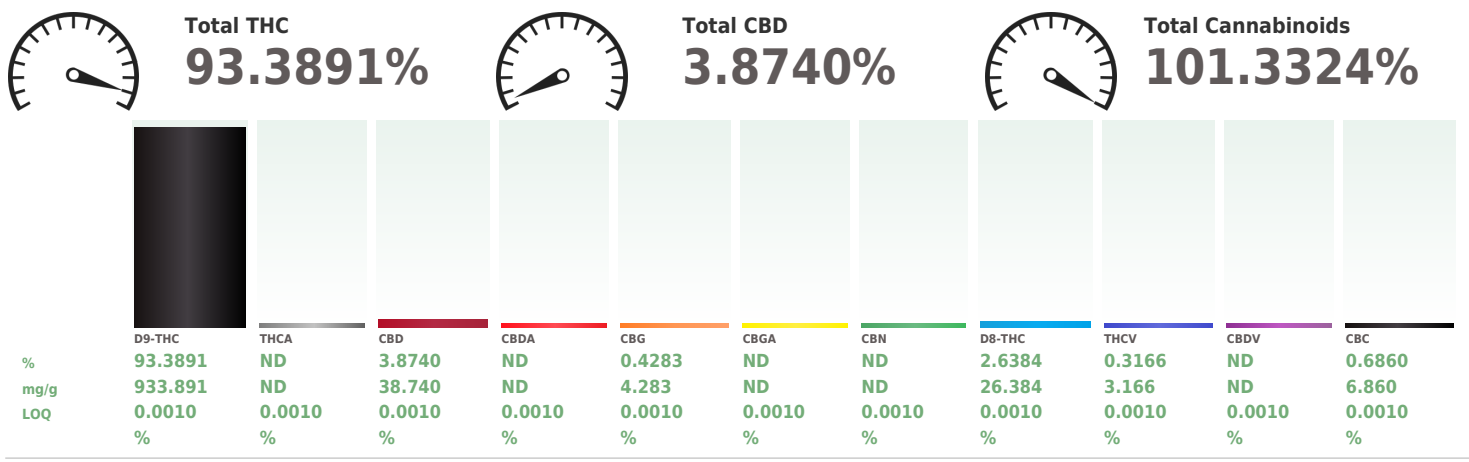 Total THC
93.3891%
Total CBD
3.8740%
Total Cannabinoids
101.3324%
D9-THC THCA CBD CBDA CBG CBGA CBN D8-THC THCV CBDV CBC
% 93.3891 ND 3.8740 ND 0.4283 ND ND 2.6384 0.3166 ND 0.6860
mg/g 933.891 ND 38.740 ND 4.283 ND ND 26.384 3.166 ND 6.860
LOQ 0.0010 0.0010 0.0010 0.0010 0.0010 0.0010 0.0010 0.0010 0.0010 0.0010 0.0010
% % % % % % % % % % %